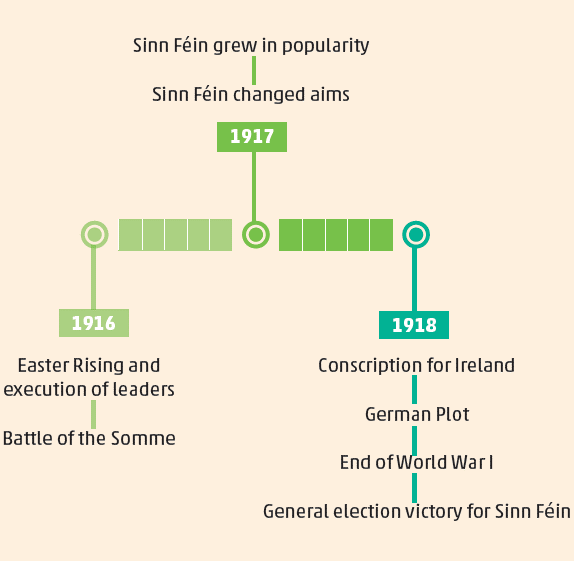 Sinn Féin grew in popularity
Sinn Féin changed aims
1917
1916
Easter Rising and
execution of leaders
Battle of the Somme
1918
Conscription for Ireland
German Plot
End of World War I
General election victory for Sinn Féin